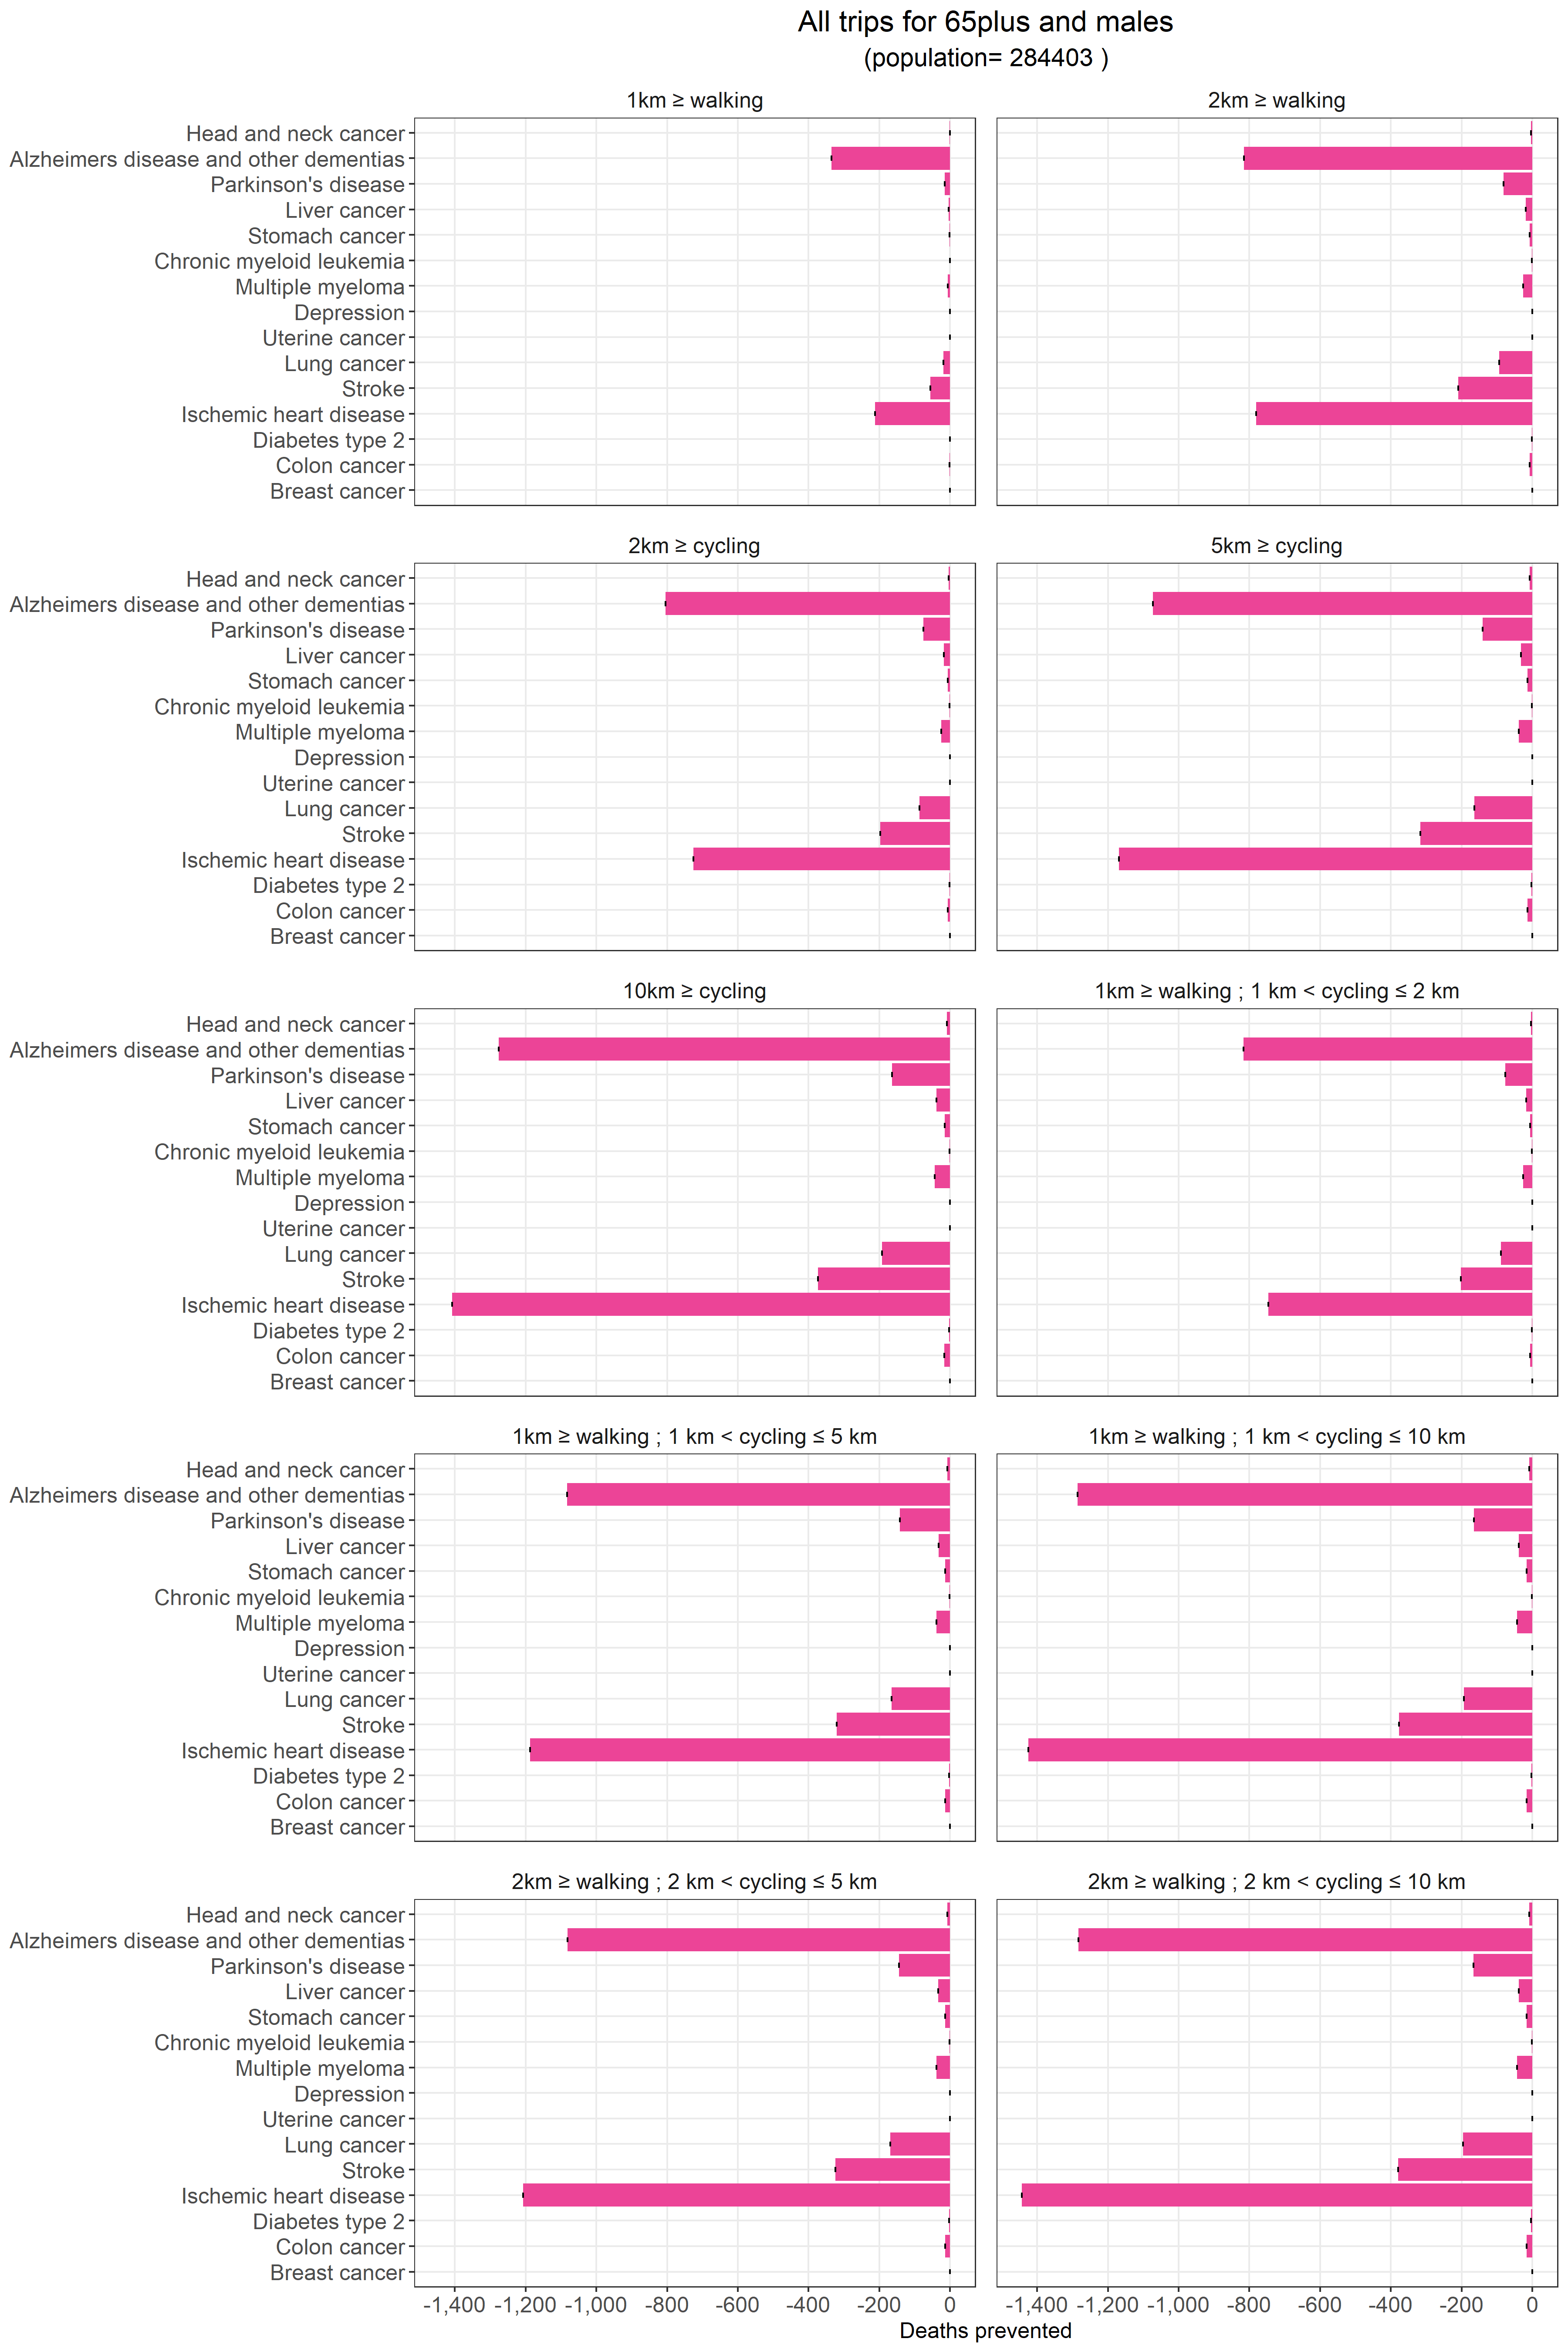 All trips for 65plus and males
(population= 284403 )
1km ≥ walking
2km ≥ walking
Head and neck cancer
Alzheimers disease and other dementias
Parkinson's disease
Liver cancer
Stomach cancer
Chronic myeloid leukemia
Multiple myeloma
Depression
Uterine cancer
Lung cancer
Stroke
Ischemic heart disease
Diabetes type 2
Colon cancer
Breast cancer
2km ≥ cycling
5km ≥ cycling
Head and neck cancer
Alzheimers disease and other dementias
Parkinson's disease
Liver cancer
Stomach cancer
Chronic myeloid leukemia
Multiple myeloma
Depression
Uterine cancer
Lung cancer
Stroke
Ischemic heart disease
Diabetes type 2
Colon cancer
Breast cancer
10km ≥ cycling
1km ≥ walking ; 1 km < cycling ≤ 2 km
Head and neck cancer
Alzheimers disease and other dementias
Parkinson's disease
Liver cancer
Stomach cancer
Chronic myeloid leukemia
Multiple myeloma
Depression
Uterine cancer
Lung cancer
Stroke
Ischemic heart disease
Diabetes type 2
Colon cancer
Breast cancer
1km ≥ walking ; 1 km < cycling ≤ 5 km
1km ≥ walking ; 1 km < cycling ≤ 10 km
Head and neck cancer
Alzheimers disease and other dementias
Parkinson's disease
Liver cancer
Stomach cancer
Chronic myeloid leukemia
Multiple myeloma
Depression
Uterine cancer
Lung cancer
Stroke
Ischemic heart disease
Diabetes type 2
Colon cancer
Breast cancer
2km ≥ walking ; 2 km < cycling ≤ 5 km
2km ≥ walking ; 2 km < cycling ≤ 10 km
Head and neck cancer
Alzheimers disease and other dementias
Parkinson's disease
Liver cancer
Stomach cancer
Chronic myeloid leukemia
Multiple myeloma
Depression
Uterine cancer
Lung cancer
Stroke
Ischemic heart disease
Diabetes type 2
Colon cancer
Breast cancer
-1,400 -1,200 -1,000 -800 -600 -400 -200 0
-1,400 -1,200 -1,000 -800 -600 -400 -200 0
Deaths prevented